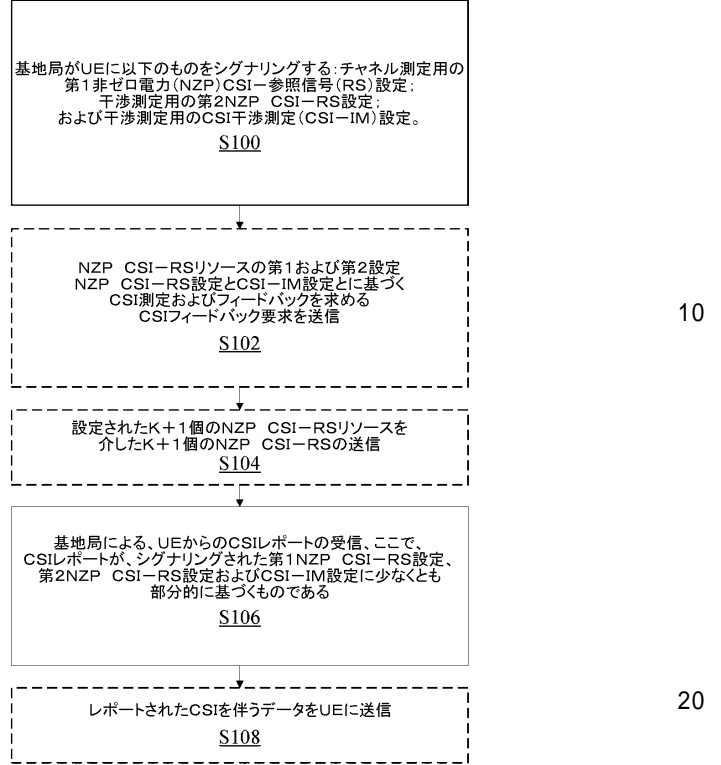 基地局がUEに以下のものをシグナリングする：チャネル測定用の
第1非ゼロ電力（NZP）CSI－参照信号（RS）設定；
干渉測定用の第2NZP　CSI－RS設定；
および干渉測定用のCSI干渉測定（CSI－IM）設定。
S100
NZP　CSI－RSリソースの第1および第2設定
NZP　CSI－RS設定とCSI－IM設定とに基づく
CSI測定およびフィードバックを求める
CSIフィードバック要求を送信
S102
10
設定されたK＋1個のNZP　CSI－RSリソースを
介したK＋1個のNZP　CSI－RSの送信
S104
基地局による、UEからのCSIレポートの受信、ここで、
CSIレポートが、シグナリングされた第1NZP　CSI－RS設定、
第2NZP　CSI－RS設定およびCSI－IM設定に少なくとも
部分的に基づくものである
S106
レポートされたCSIを伴うデータをUEに送信
S108
20